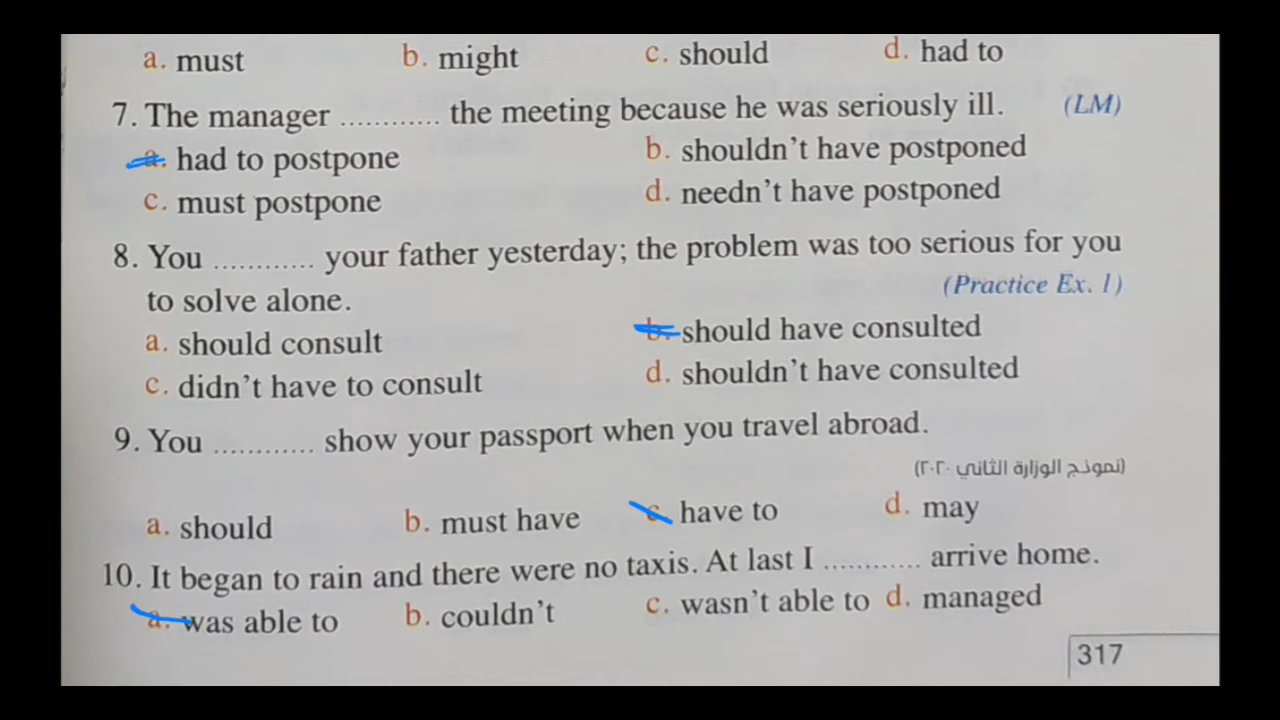 a. must b. might c. should d. had to
7. The manager ............ the meeting because he was seriously ill. (LM)
a. had to postpone b. shouldn't have postponed
c. must postpone d. needn't have postponed
8. You ............ your father yesterday; the problem was too serious for you
to solve alone. (Practice Ex. 1)
a. should consult b. should have consulted
c. didn't have to consult d. shouldn't have consulted
9. You ............ show your passport when you travel abroad.
(نموذج الوزارة الثاني ٢٠٢٠)
a. should b. must have c. have to d. may
10. It began to rain and there were no taxis. At last I ............ arrive home.
a. was able to b. couldn't c. wasn't able to d. managed
317